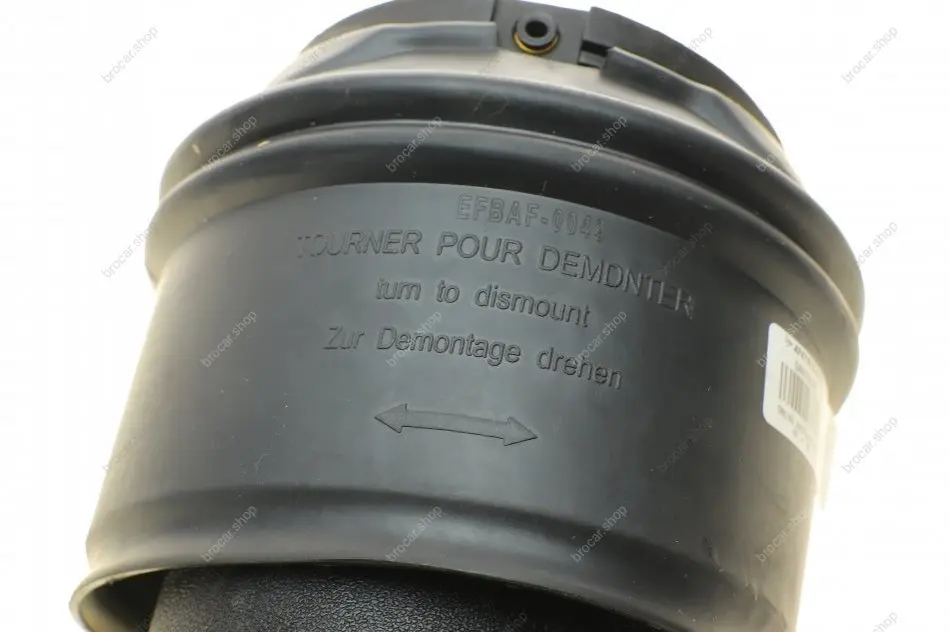 EFBAF-0041
TOURNER POUR DEMONTER
turn to dismount
Zur Demontage drehen
brocar.shop